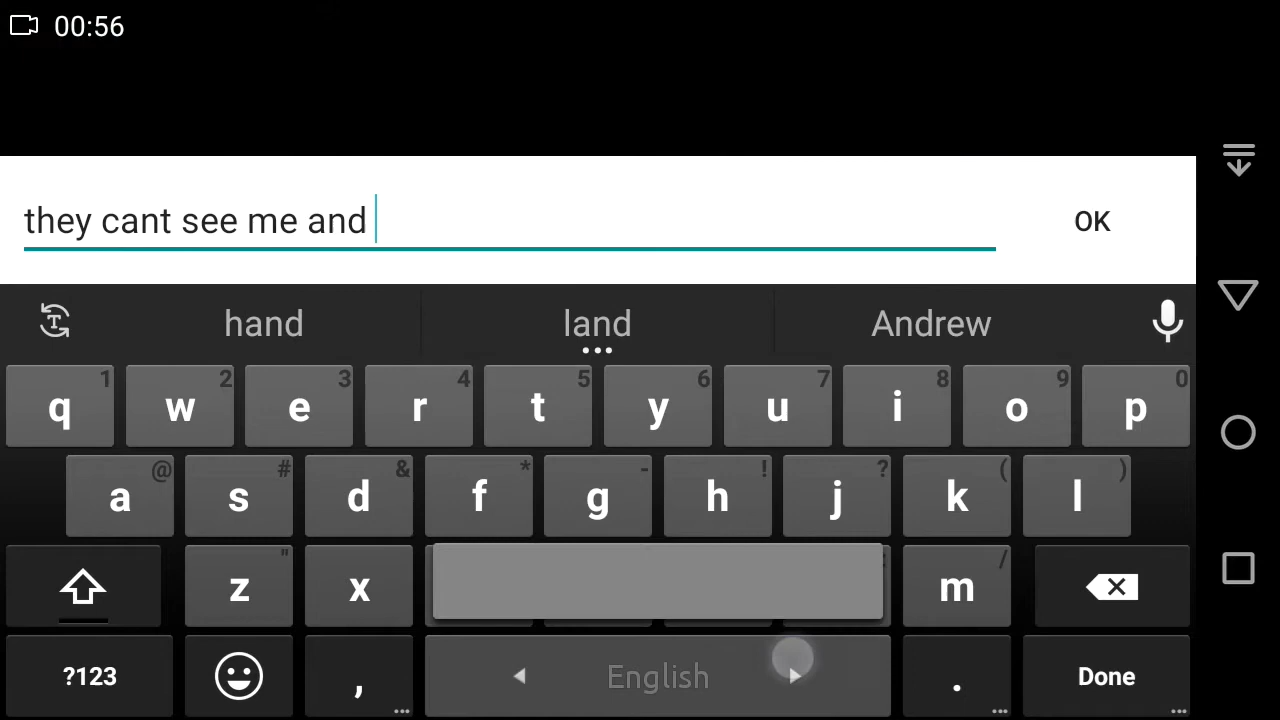 00:56
they cant see me and
OK
hand land Andrew
1 2 3 4 5 6 7 8 9 0
q w e r t y u i o p
@ # & * - ! ? ( )
a s d f g h j k l
" /
z x m
?123 , English . Done